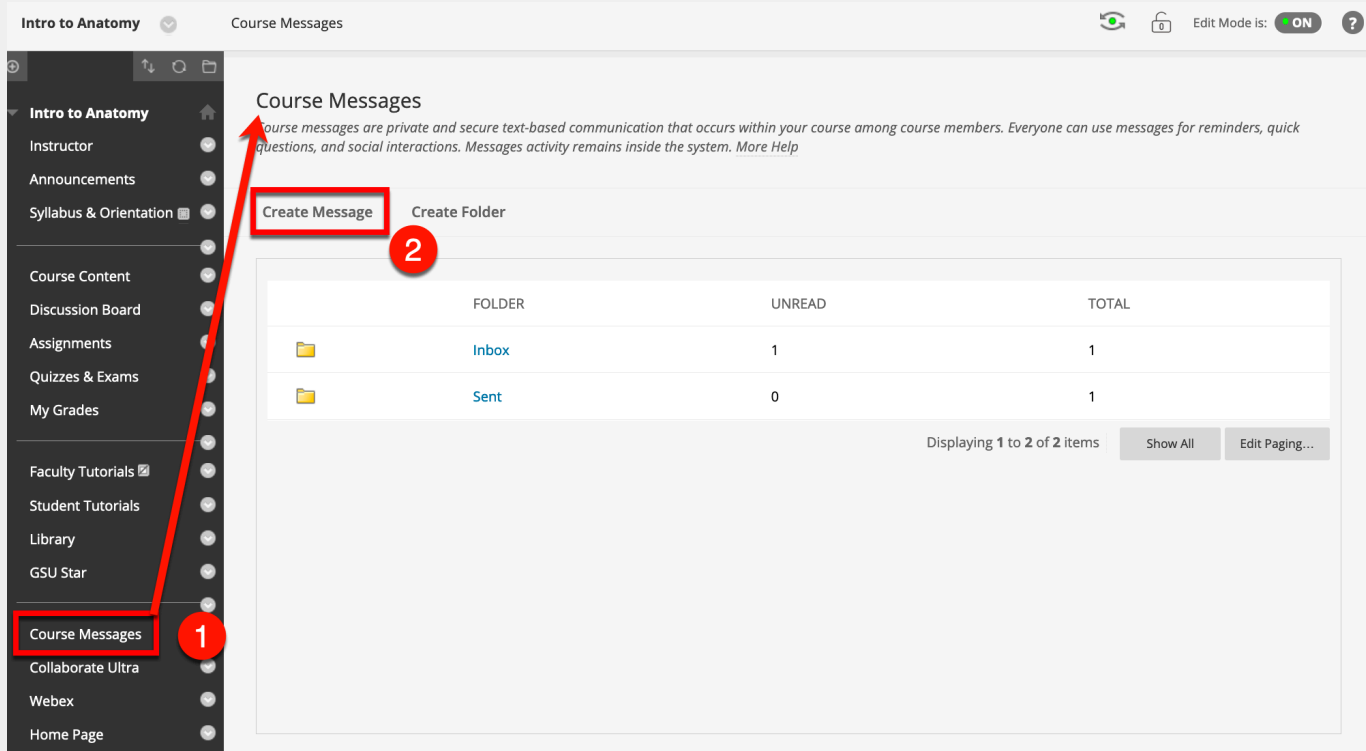 Intro to Anatomy
Course Messages
Edit Mode is:
ON
?
Intro to Anatomy
Instructor
Announcements
Syllabus & Orientation
Course Content
Discussion Board
Assignments
Quizzes & Exams
My Grades
Faculty Tutorials
Student Tutorials
Library
GSU Star
Course Messages
1
Collaborate Ultra
Webex
Home Page
Course Messages
Course messages are private and secure text-based communication that occurs within your course among course members. Everyone can use messages for reminders, quick
questions, and social interactions. Messages activity remains inside the system. More Help
Create Message
Create Folder
2
FOLDER UNREAD TOTAL
Inbox 1 1
Sent 0 1
Displaying 1 to 2 of 2 items
Show All
Edit Paging...